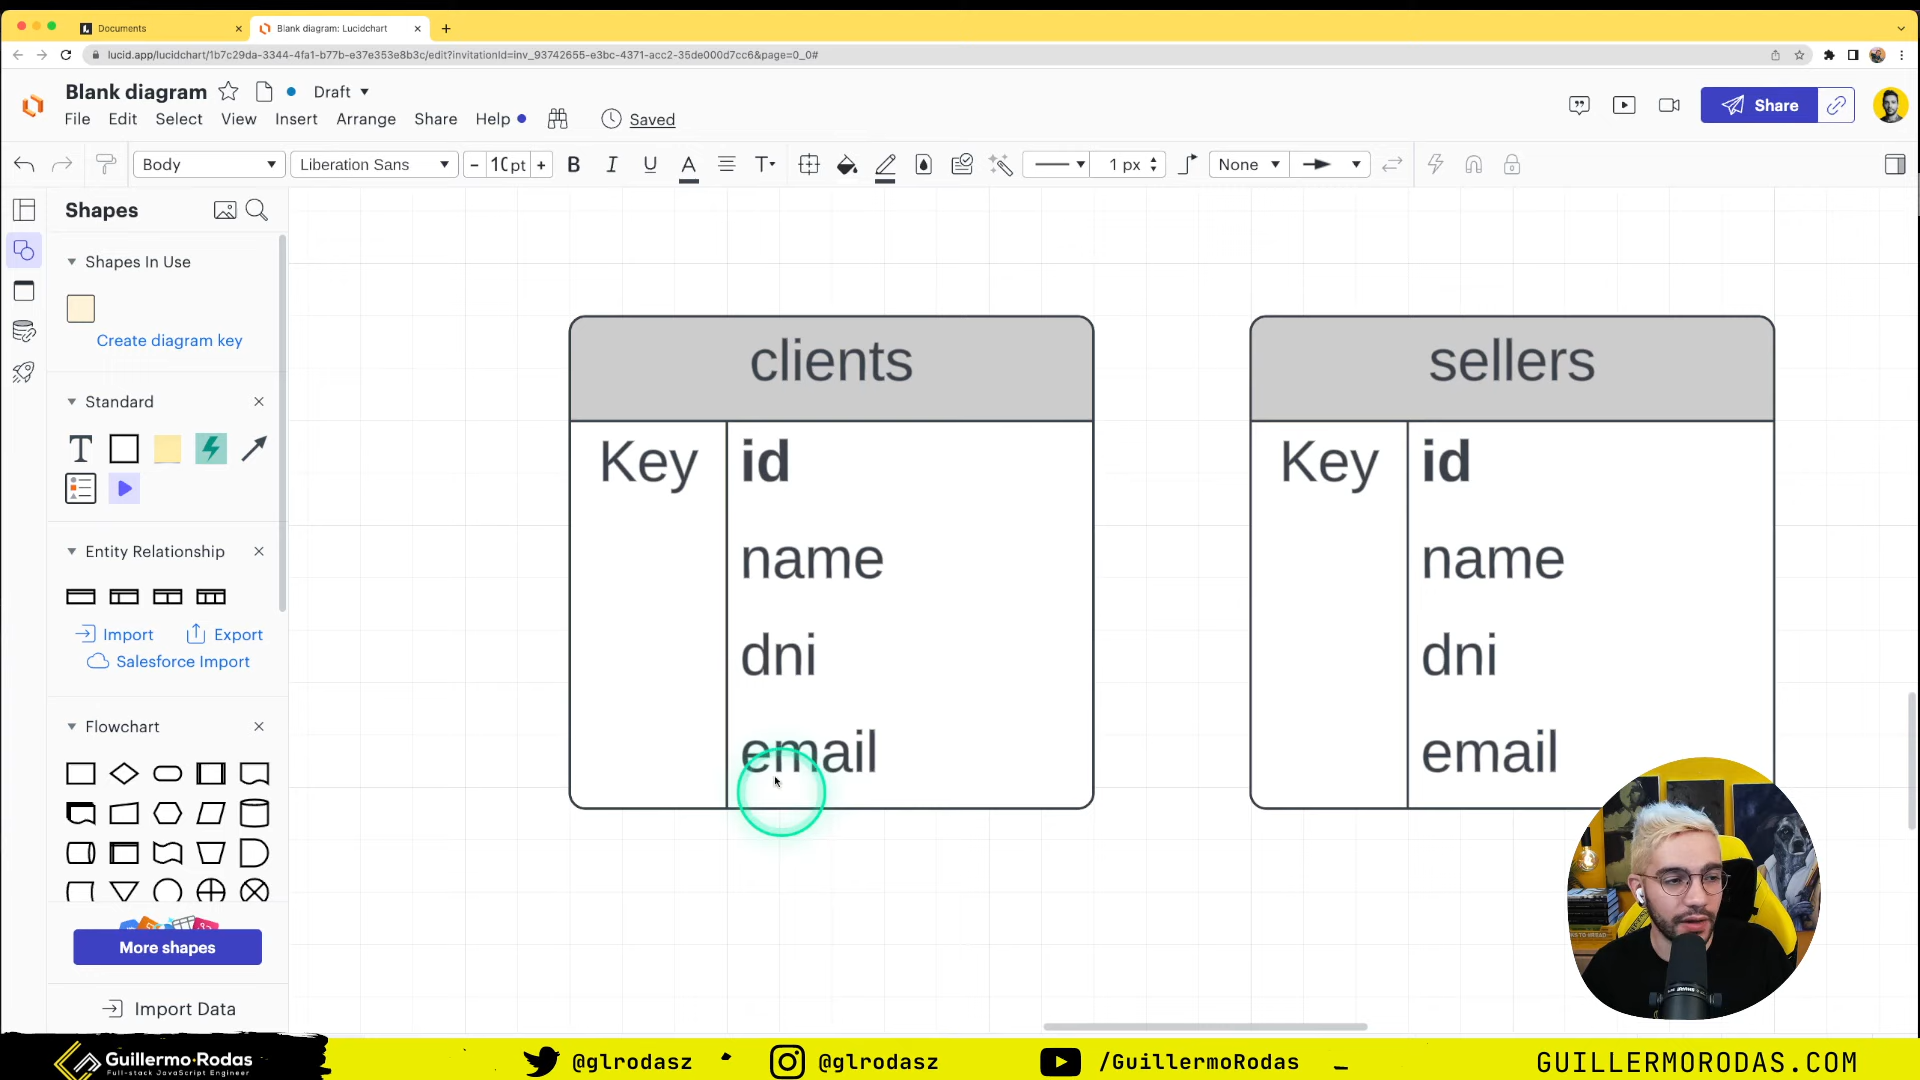 Documents
Blank diagram: Lucidchart
lucid.app/lucidchart/1b7c29da-3344-4fa1-b77b-e37e353e8b3c/edit?invitationId=inv_93742655-e3bc-4371-acc2-35de000d7cc6&page=0_0#
Blank diagram
Draft
File Edit Select View Insert Arrange Share Help
Saved
Share
Body
Liberation Sans
- 10 pt +
B I U A T
1 px
None
Shapes
Shapes In Use
Create diagram key
Standard
T
Entity Relationship
Import
Export
Salesforce Import
Flowchart
More shapes
Import Data
clients
Key id
name
dni
email
sellers
Key id
name
dni
email
Guillermo Rodas
Full-stack JavaScript Engineer
@glrodasz
@glrodasz
/GuillermoRodas
GUILLERMORODAS.COM